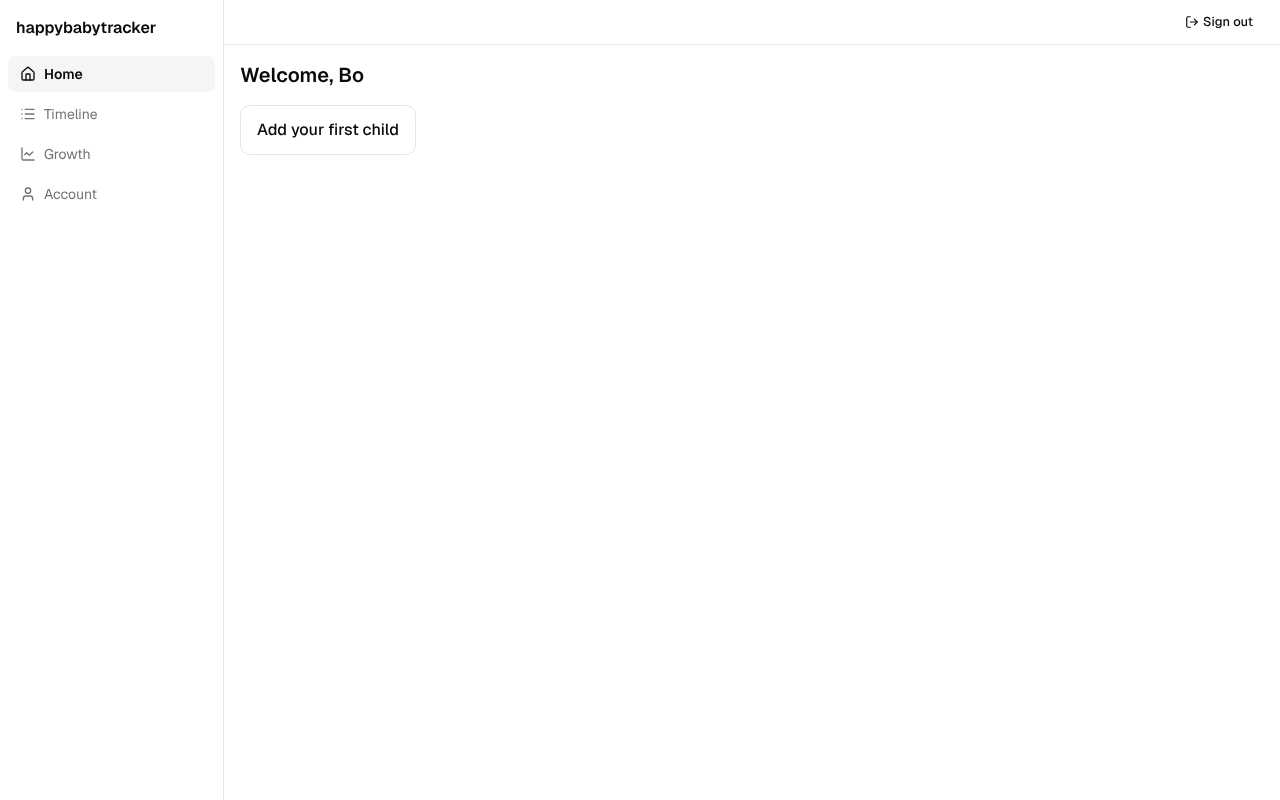 happybabytracker
Home
Timeline
Growth
Account
Sign out
Welcome, Bo
Add your first child